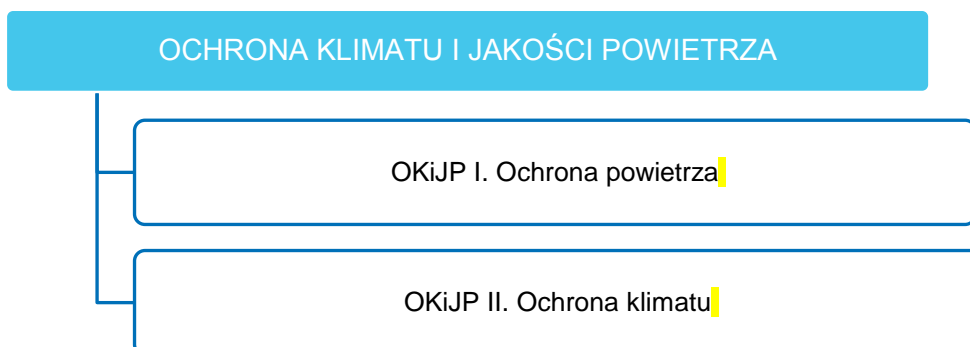 OCHRONA KLIMATU I JAKOŚCI POWIETRZA
OKiJP I. Ochrona powietrza
OKiJP II. Ochrona klimatu